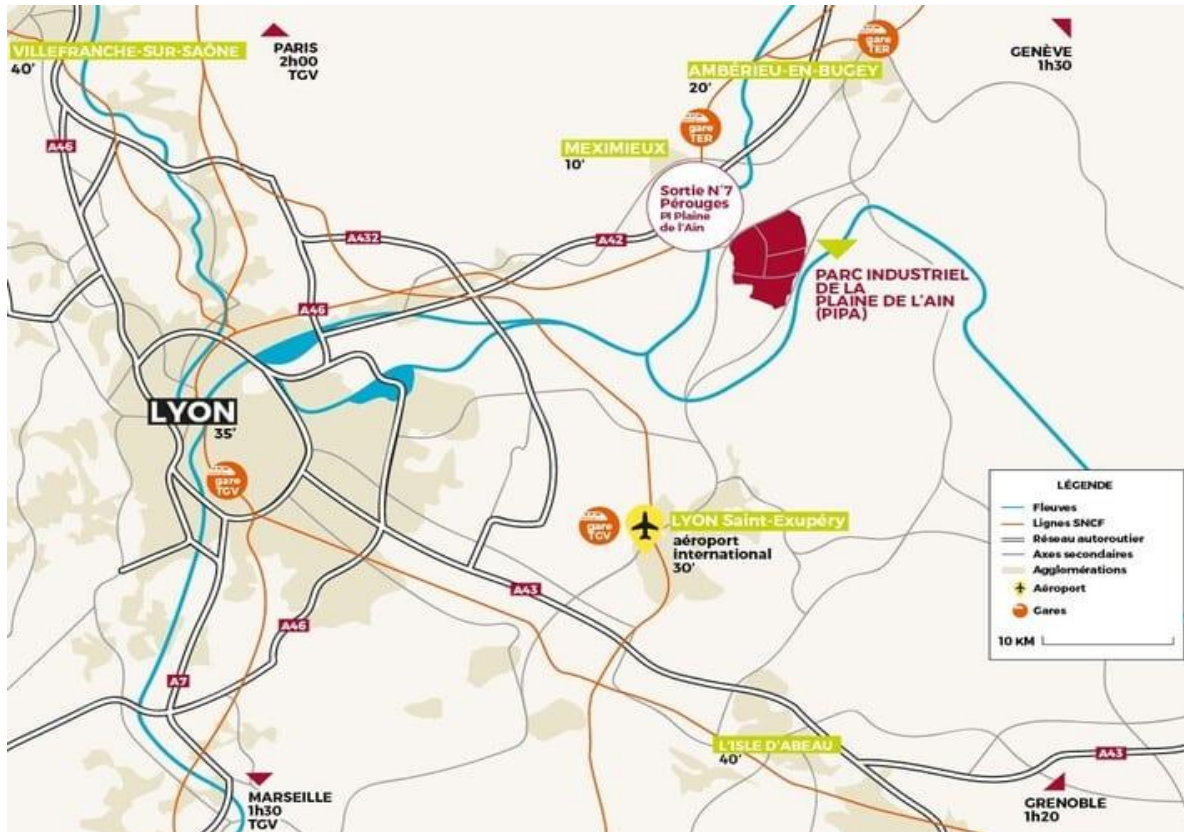 VILLEFRANCHE-SUR-SAÔNE
40'
PARIS
2h00
TGV
gare
TER
GENÈVE
1h30
AMBÉRIEU-EN-BUGEY
20'
gare
TER
MEXIMIEUX
10'
A46
Sortie N°7
Pérouges
PI Plaine
de l'Ain
A432
A42
PARC INDUSTRIEL
DE LA
PLAINE DE L'AIN
(PIPA)
A46
LYON
35'
gare
TGV
gare
TGV
LYON Saint-Exupéry
aéroport
international
30'
LÉGENDE
Fleuves
Lignes SNCF
Réseau autoroutier
Axes secondaires
Agglomérations
Aéroport
Gares
10 KM
A43
A46
A7
L'ISLE D'ABEAU
40'
A43
MARSEILLE
1h30
TGV
GRENOBLE
1h20